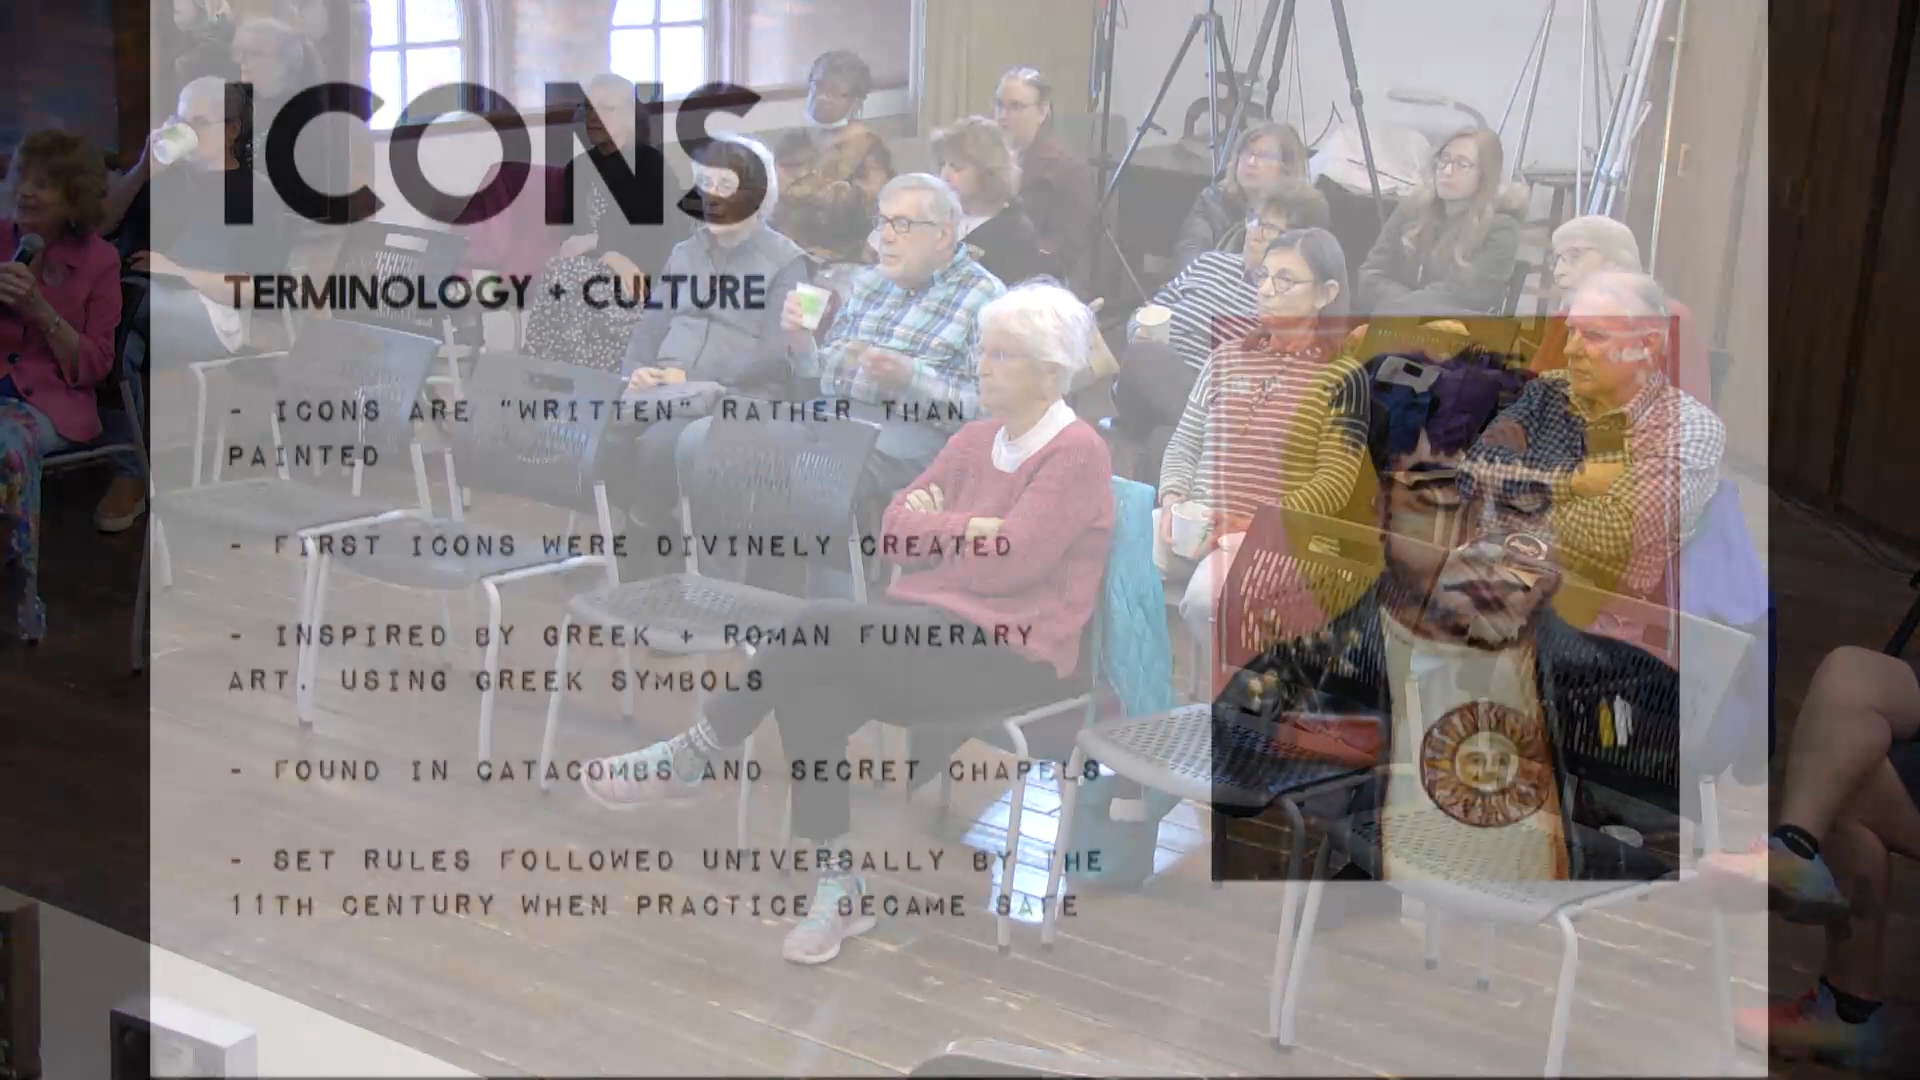 ICONS
TERMINOLOGY + CULTURE
- ICONS ARE "WRITTEN" RATHER THAN
PAINTED
- FIRST ICONS WERE DIVINELY CREATED
- INSPIRED BY GREEK + ROMAN FUNERARY
ART. USING GREEK SYMBOLS
- FOUND IN CATACOMBS AND SECRET CHAPELS
- SET RULES FOLLOWED UNIVERSALLY BY THE
11TH CENTURY WHEN PRACTICE BECAME SAFE